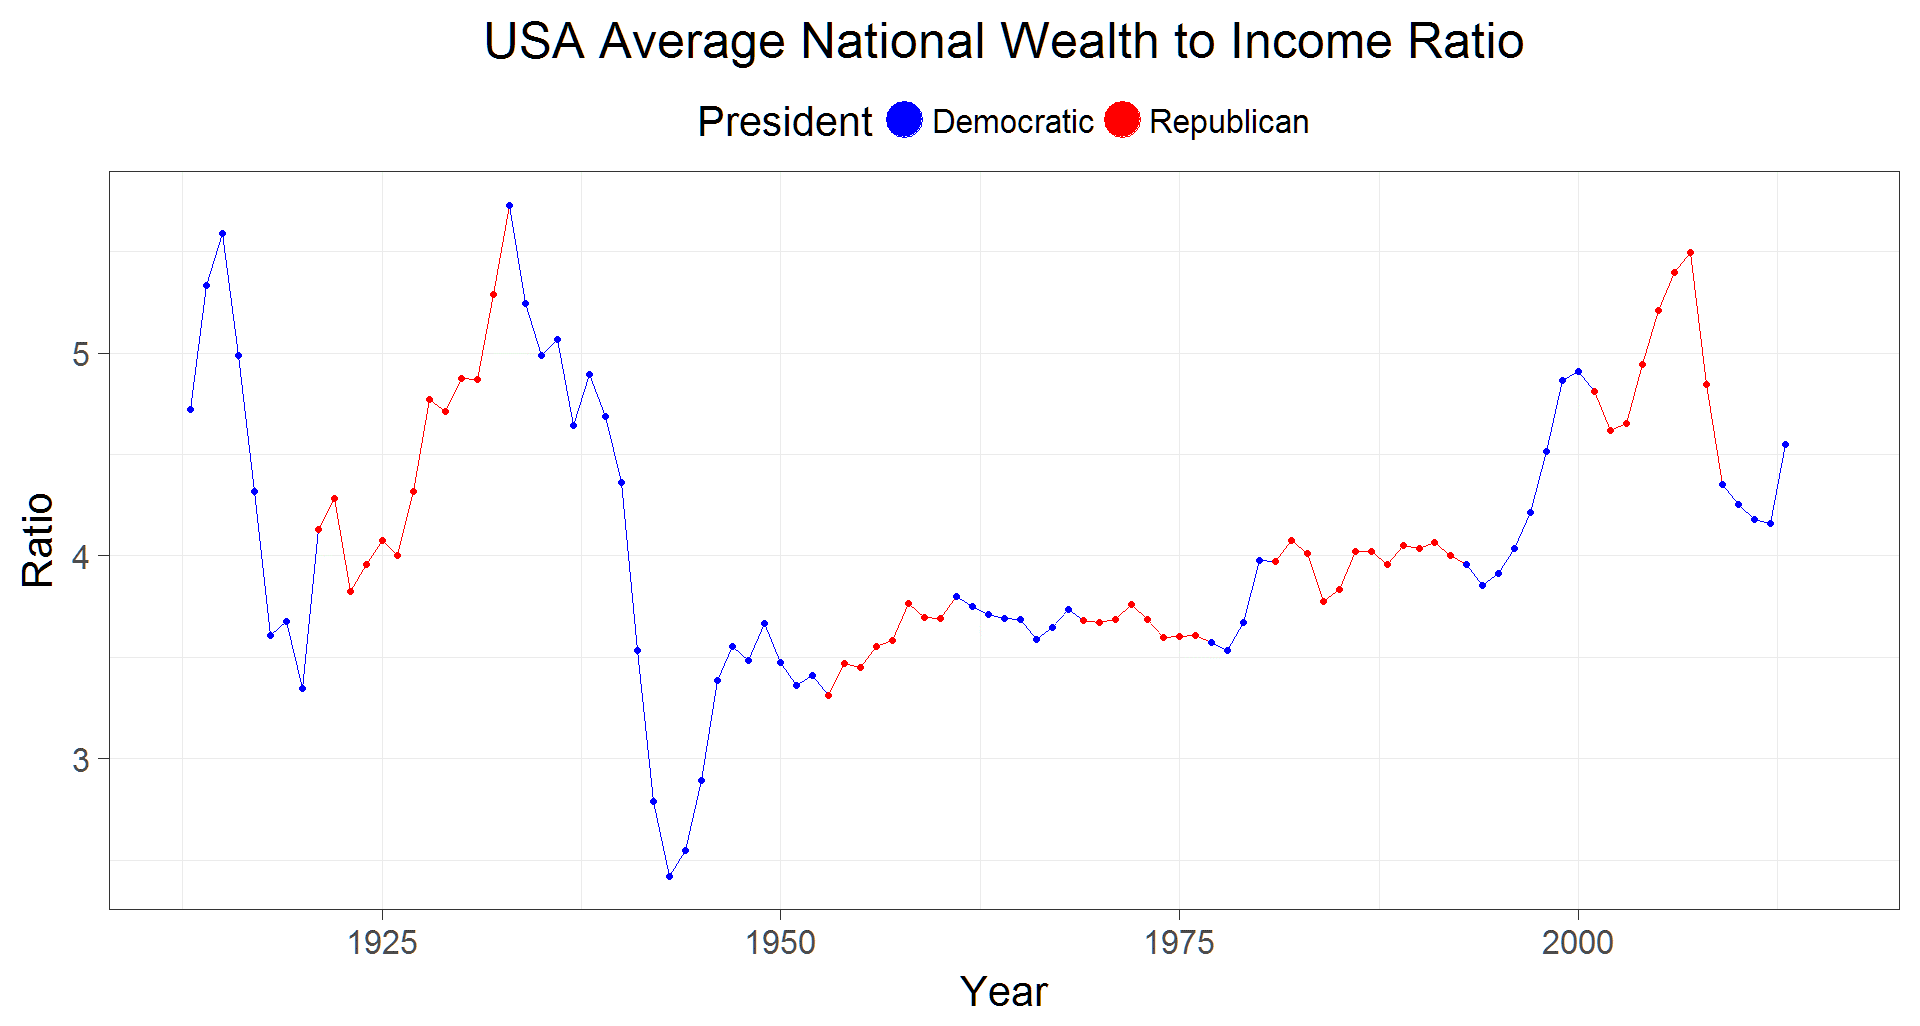 USA Average National Wealth to Income Ratio
President Democratic Republican
5
4
3
Ratio
1925 1950 1975 2000
Year